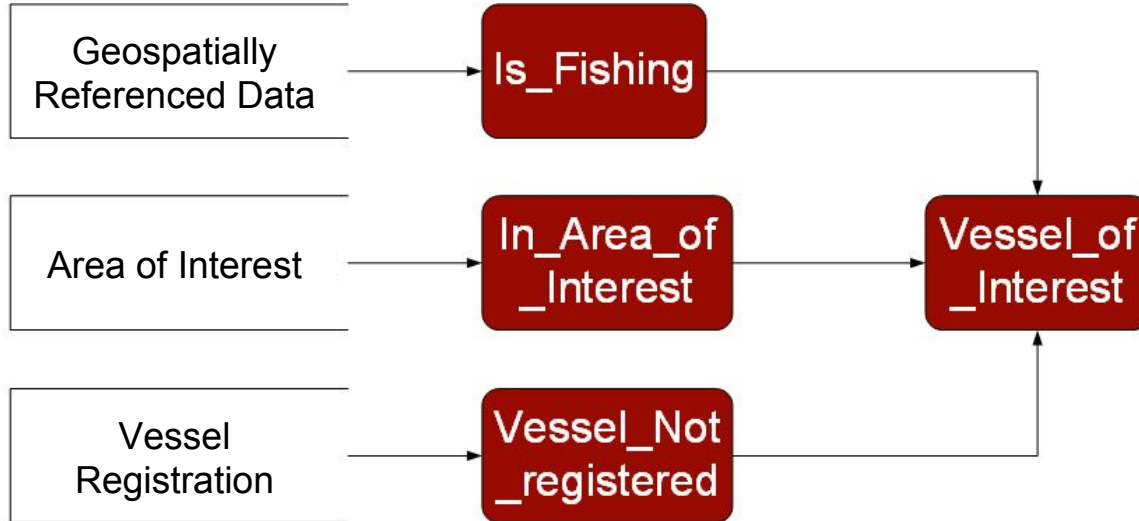 Geospatially
Referenced Data
Is_Fishing
Area of Interest
In_Area_of
_Interest
Vessel_of
_Interest
Vessel
Registration
Vessel_Not
_registered